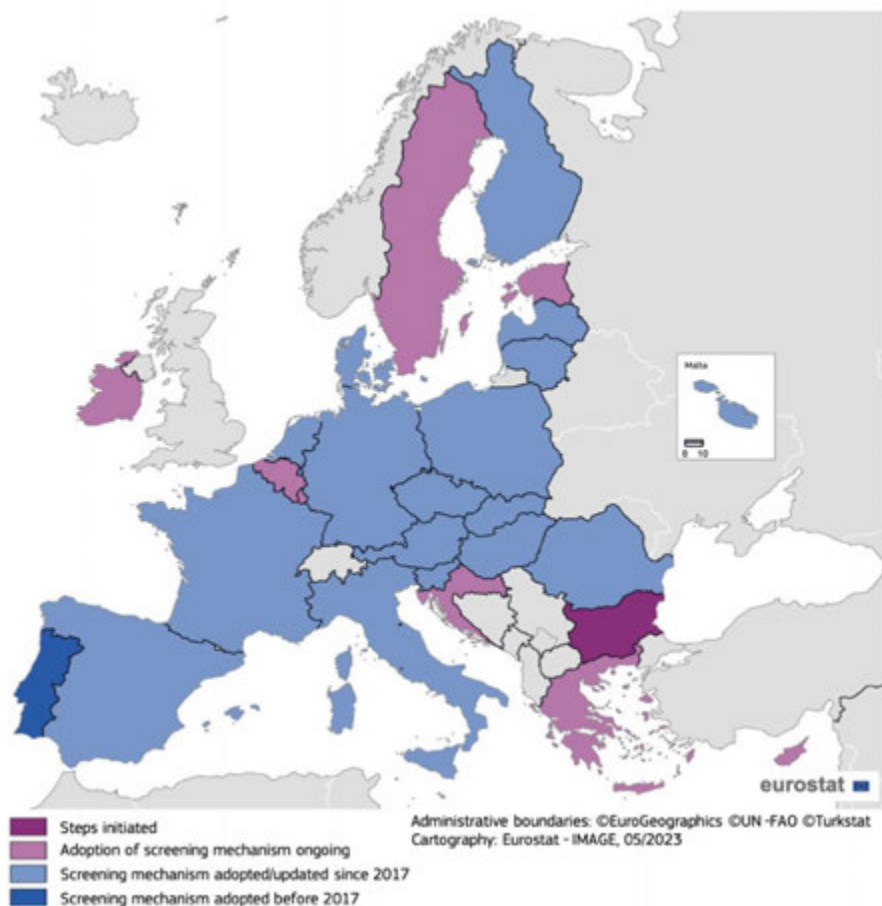 Malta
0 10
eurostat
Steps initiated
Adoption of screening mechanism ongoing
Screening mechanism adopted/updated since 2017
Screening mechanism adopted before 2017
Administrative boundaries: ©EuroGeographics ©UN -FAO ©Turkstat
Cartography: Eurostat - IMAGE, 05/2023